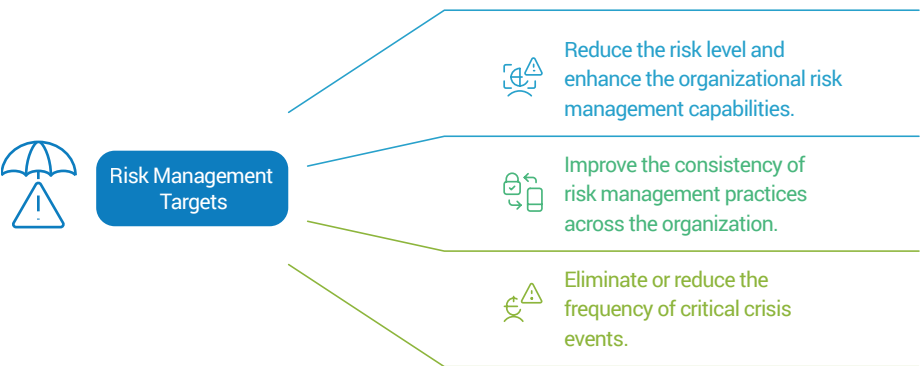 Risk Management
Targets
Reduce the risk level and
enhance the organizational risk
management capabilities.
Improve the consistency of
risk management practices
across the organization.
Eliminate or reduce the
frequency of critical crisis
events.